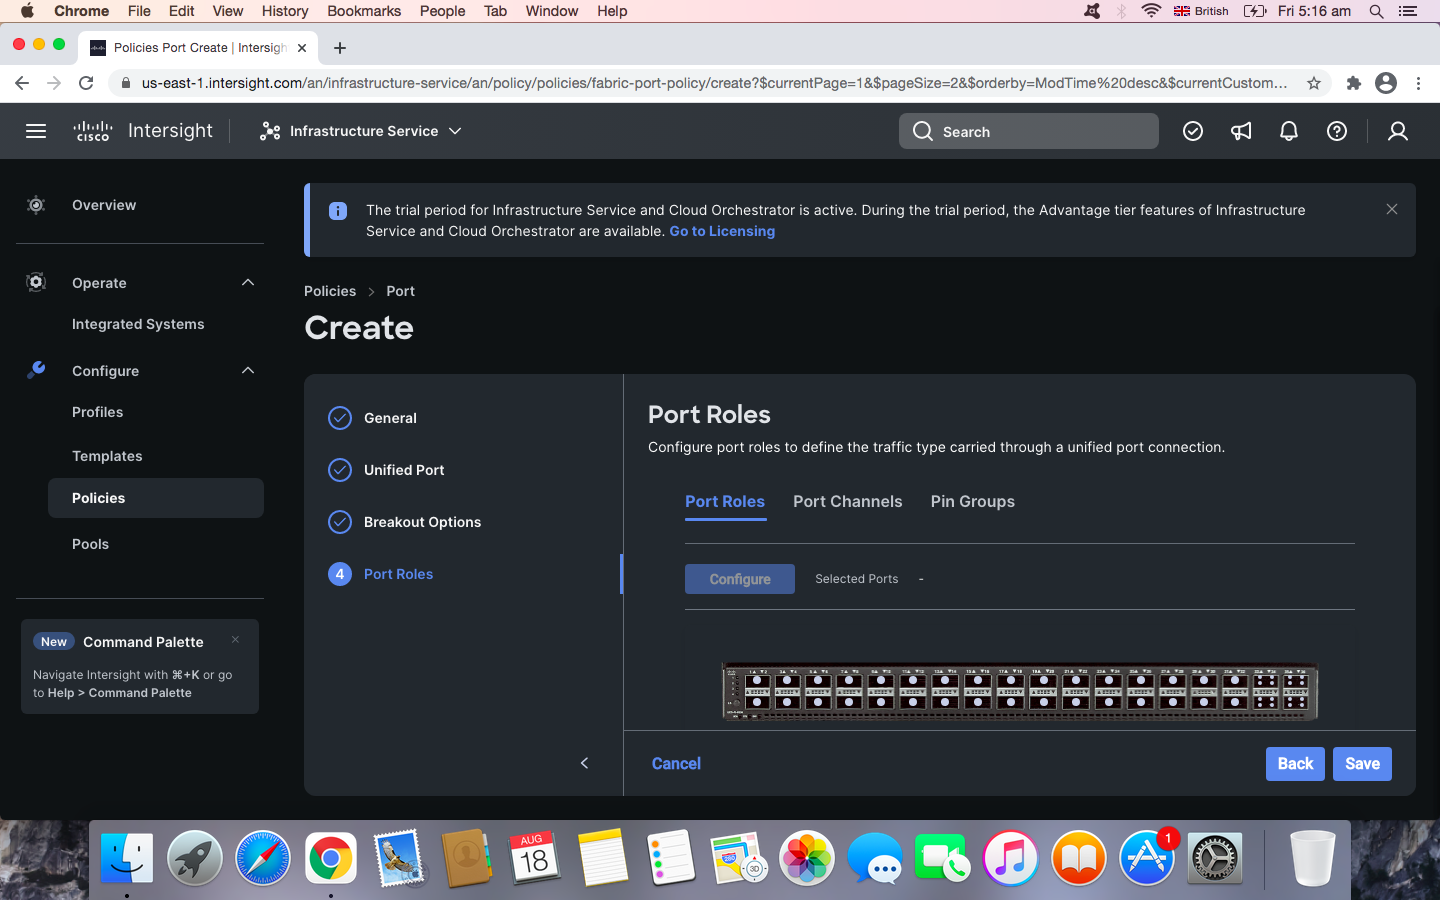 Chrome File Edit View History Bookmarks People Tab Window Help
British Fri 5:16 am
Policies Port Create | Intersigh
us-east-1.intersight.com/an/infrastructure-service/an/policy/policies/fabric-port-policy/create?$currentPage=1&$pageSize=2&$orderby=ModTime%20desc&$currentCustom...
CISCO Intersight
Infrastructure Service
Search
Overview
Operate
Integrated Systems
Configure
Profiles
Templates
Policies
Pools
New Command Palette
Navigate Intersight with ⌘+K or go
to Help > Command Palette
The trial period for Infrastructure Service and Cloud Orchestrator is active. During the trial period, the Advantage tier features of Infrastructure
Service and Cloud Orchestrator are available. Go to Licensing
Policies > Port
Create
General
Unified Port
Breakout Options
4 Port Roles
Port Roles
Configure port roles to define the traffic type carried through a unified port connection.
Port Roles Port Channels Pin Groups
Configure Selected Ports -
Cancel Back Save
AUG
18
280
3D
1